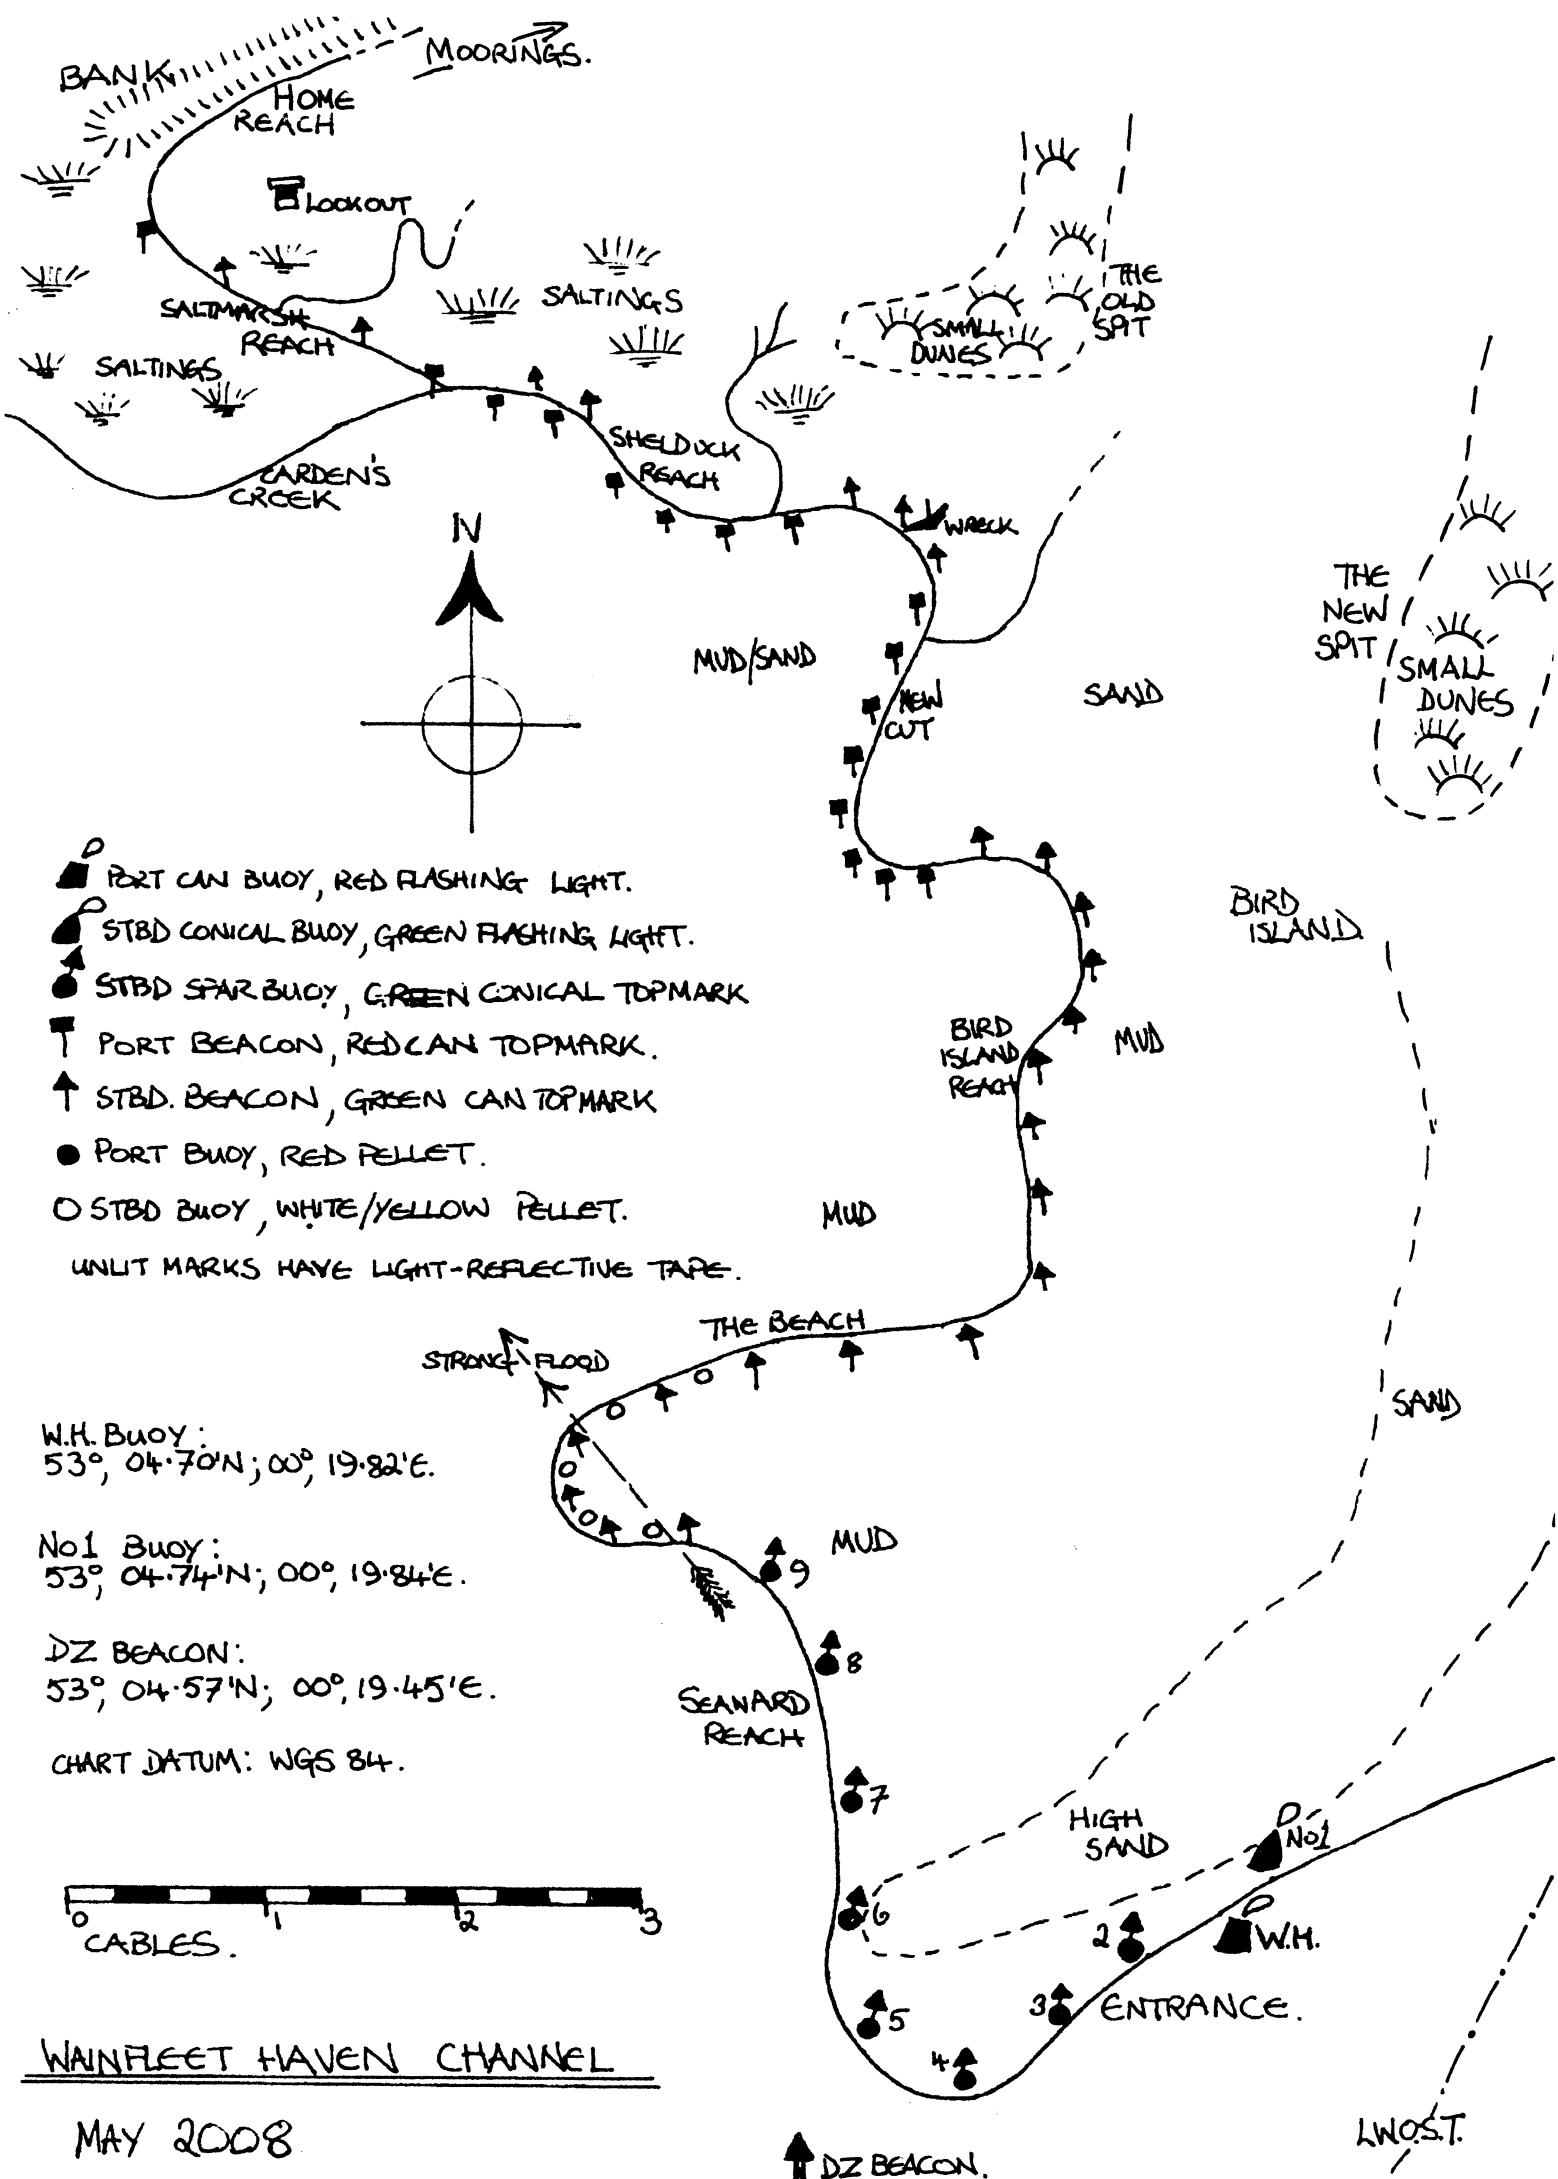 BANK
MOORINGS.
HOME
REACH
LOOKOUT
SALTMARSH
REACH
SALTINGS
SALTINGS
THE
OLD
SPIT
SMALL
DUNES
SHELDUCK
REACH
CARDEN'S
CREEK
N
WRECK
THE
NEW
SPIT
SMALL
DUNES
MUD/SAND
SAND
NEW
CUT
PORT CAN BUOY, RED FLASHING LIGHT.
STBD CONICAL BUOY, GREEN FLASHING LIGHT.
STBD SPAR BUOY, GREEN CONICAL TOPMARK
PORT BEACON, RED CAN TOPMARK.
STBD. BEACON, GREEN CAN TOPMARK
PORT BUOY, RED PELLET.
STBD BUOY, WHITE/YELLOW PELLET.
UNLIT MARKS HAVE LIGHT-REFLECTIVE TAPE.
BIRD
ISLAND.
BIRD
ISLAND
REACH
MUD
MUD
THE BEACH
STRONG FLOOD
SAND
W.H. BUOY:
53°, 04.70'N; 00°, 19.82'E.
No1 BUOY:
53°, 04.74'N; 00°, 19.84'E.
DZ BEACON:
53°, 04.57'N; 00°, 19.45'E.
CHART DATUM: WGS 84.
MUD
9
8
SEAWARD
REACH
7
HIGH
SAND
No1
6
2
W.H.
5
3
ENTRANCE.
4
0 1 2 3
CABLES.
WAINFLEET HAVEN CHANNEL
MAY 2008
L.W.O.S.T.
DZ BEACON.